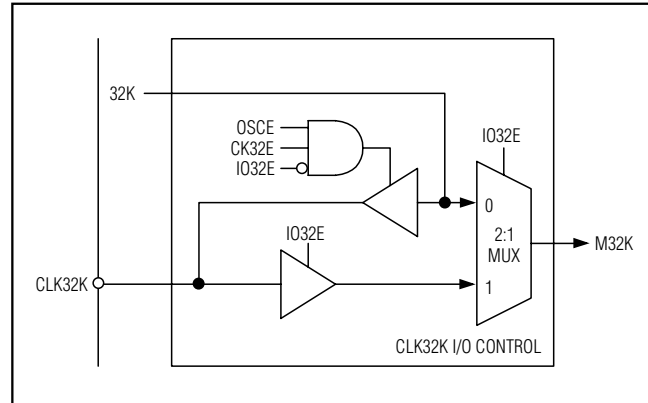 32K
OSCE
CK32E
IO32E
IO32E
0
2:1
MUX
M32K
IO32E
CLK32K
1
CLK32K I/O CONTROL